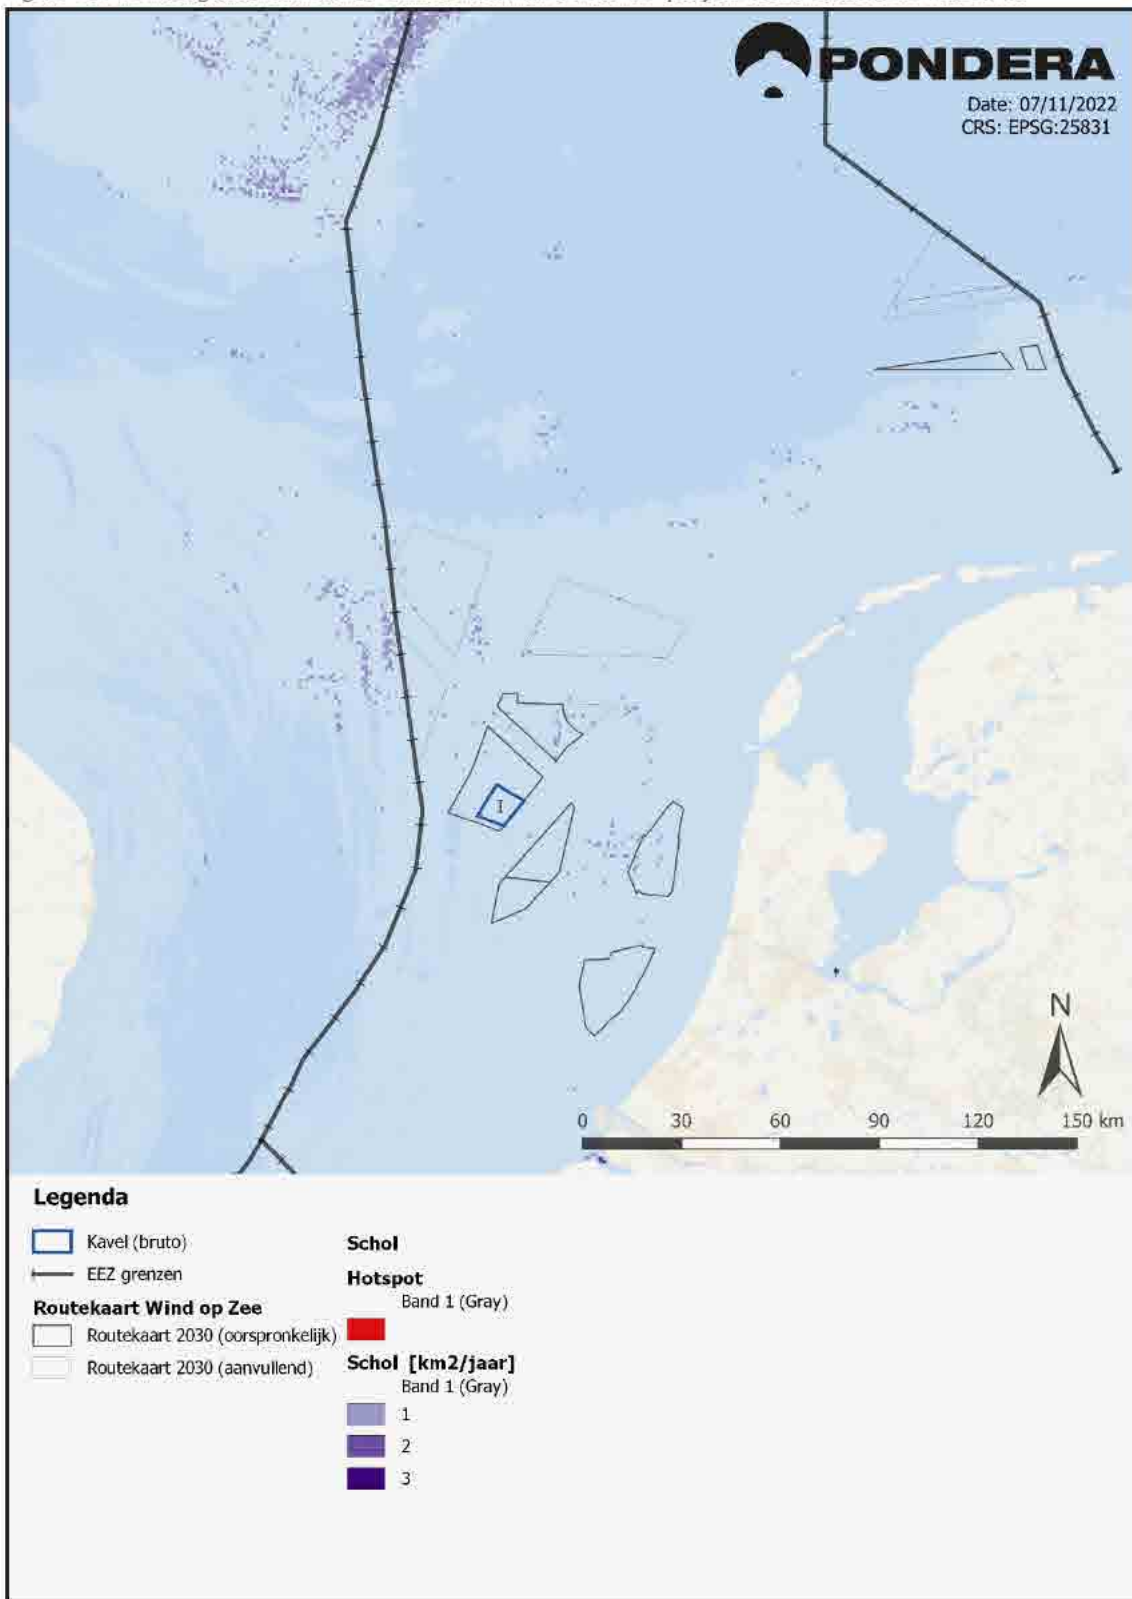 PONDERA
Date: 07/11/2022
CRS: EPSG:25831
I
N
0 30 60 90 120 150 km
Legenda
Kavel (bruto)
EEZ grenzen
Routekaart Wind op Zee
Routekaart 2030 (oorspronkelijk)
Routekaart 2030 (aanvullend)
Schol
Hotspot
Band 1 (Gray)
Schol [km2/jaar]
Band 1 (Gray)
1
2
3